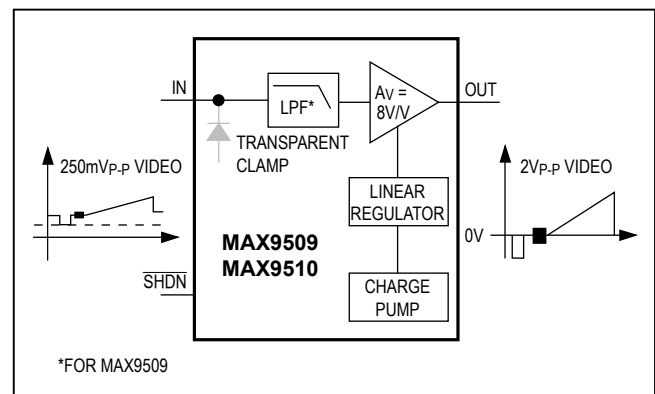 IN
LPF*
AV =
8V/V
OUT
TRANSPARENT
CLAMP
250mVP-P VIDEO
2VP-P VIDEO
LINEAR
REGULATOR
0V
MAX9509
MAX9510
SHDN
CHARGE
PUMP
*FOR MAX9509